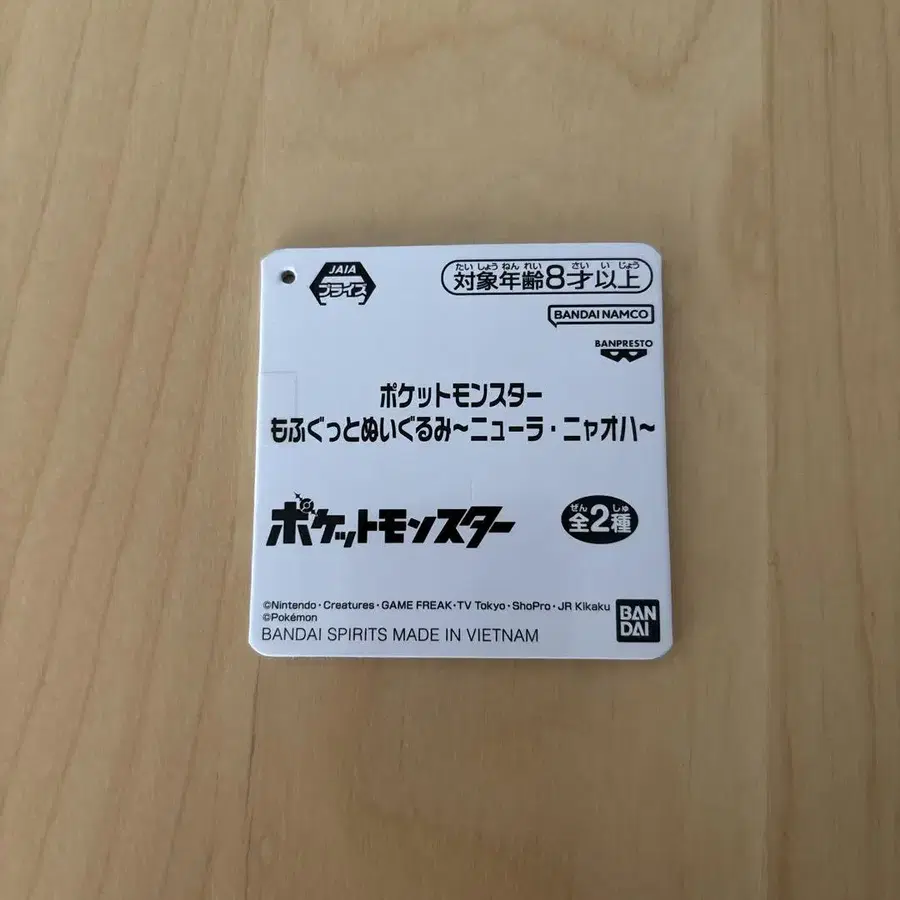 JAIA
プライズ
たいしょうねんれい さいいじょう
対象年齢8才以上
BANDAI NAMCO
BANPRESTO
ポケットモンスター
もふぐっとぬいぐるみ~ニューラ・ニャオハ~
ポケットモンスター
ぜん しゅ
全2種
©Nintendo・Creatures・GAME FREAK・TV Tokyo・ShoPro・JR Kikaku
©Pokémon
BANDAI SPIRITS MADE IN VIETNAM
BAN
DAI